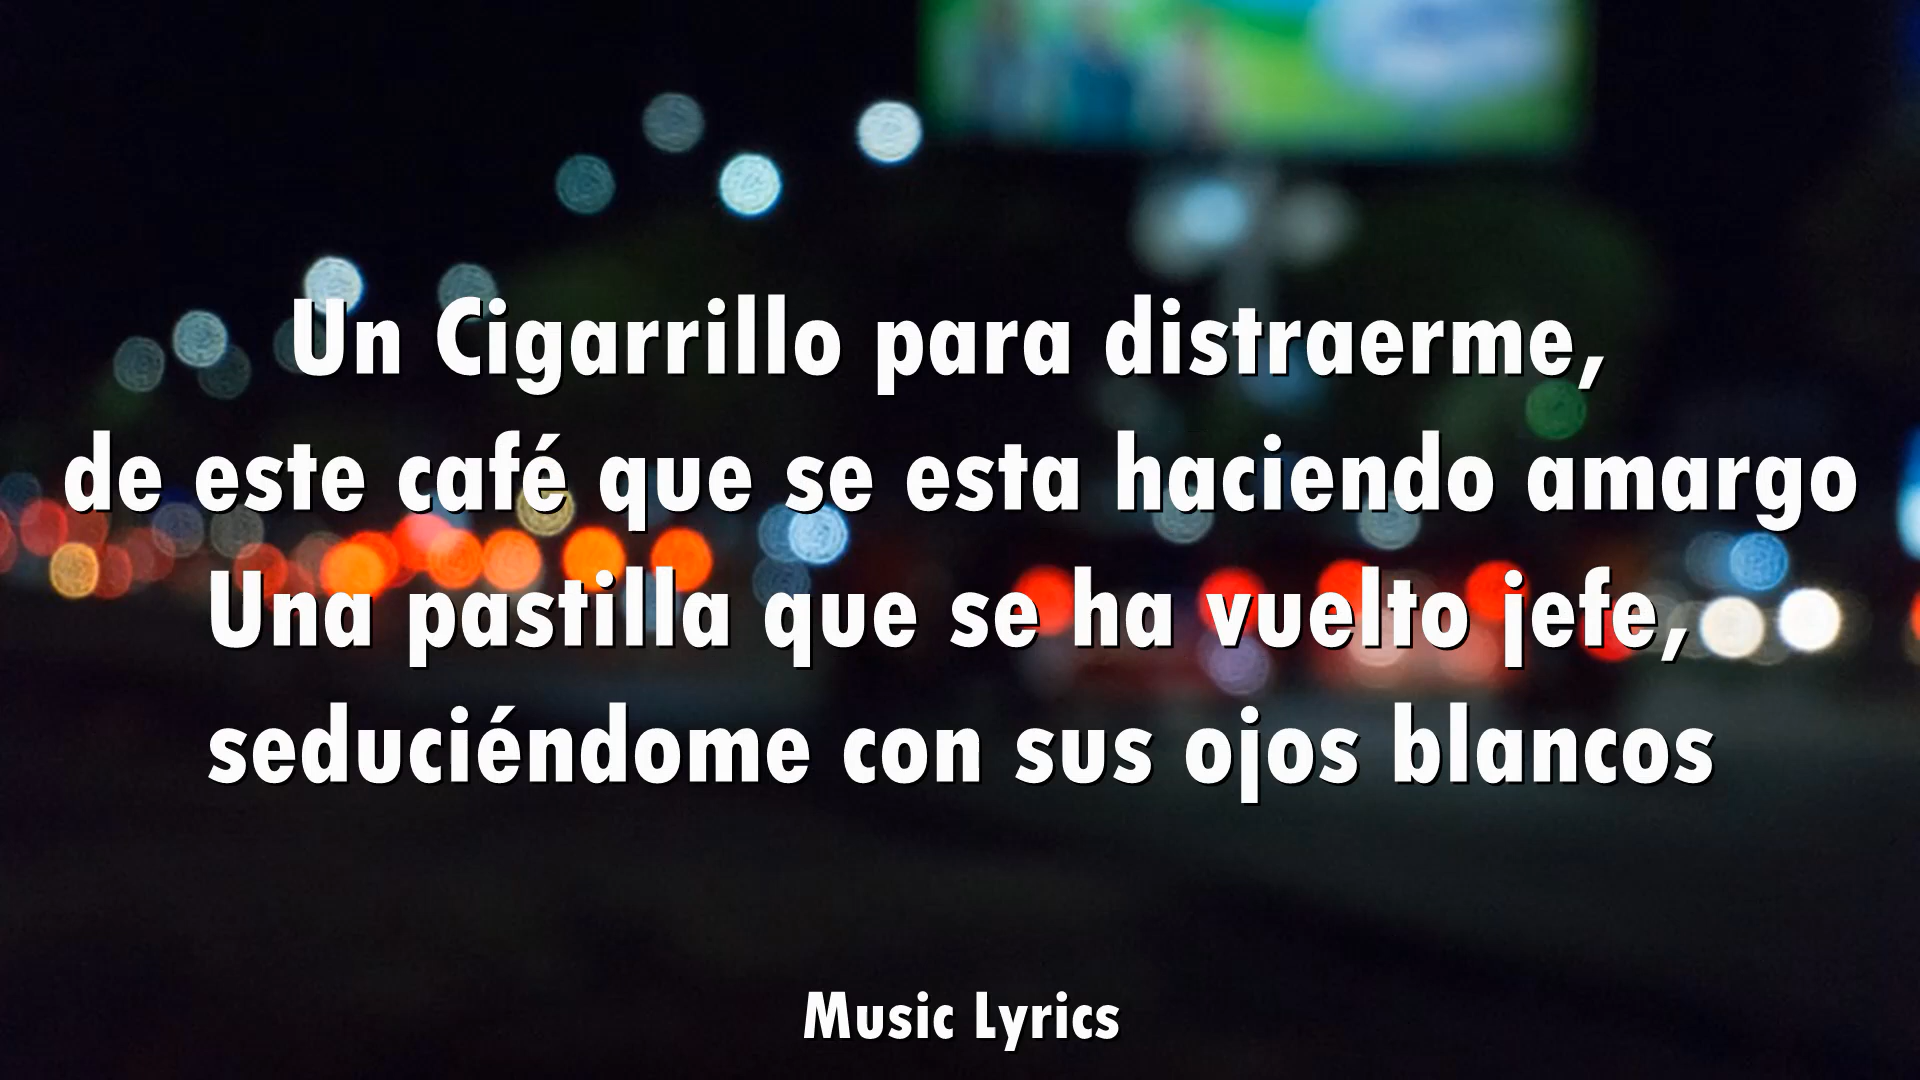 Un Cigarrillo para distraerme,
de este café que se esta haciendo amargo
Una pastilla que se ha vuelto jefe,
seduciéndome con sus ojos blancos
Music Lyrics